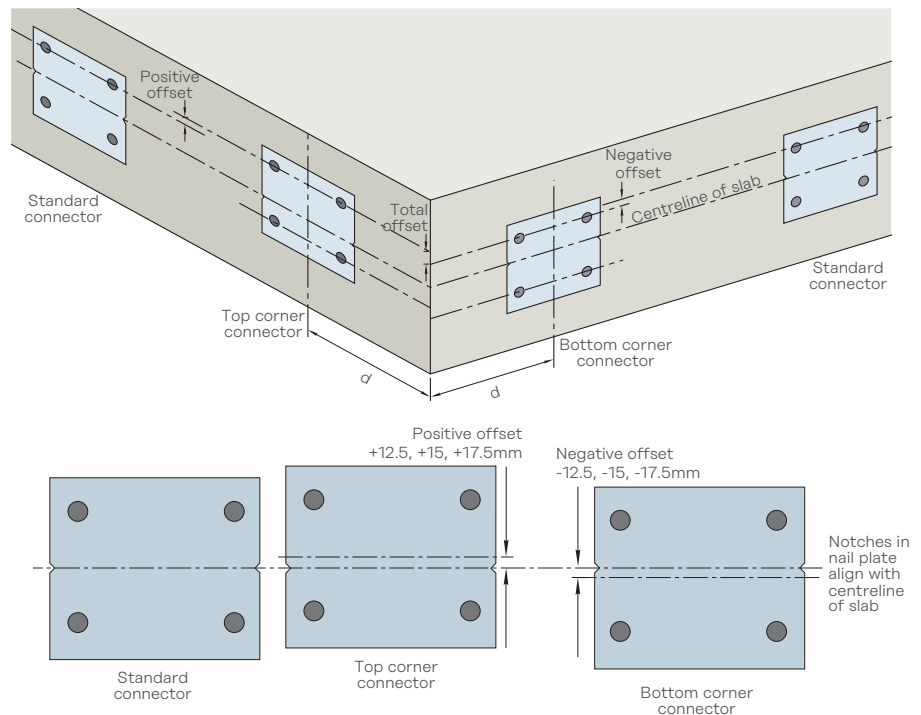 Positive
offset
Standard
connector
Total
offset
Top corner
connector
d
Negative
offset
Centreline of slab
Standard
connector
Bottom corner
connector
d
Positive offset
+12.5, +15, +17.5mm
Negative offset
-12.5, -15, -17.5mm
Notches in
nail plate
align with
centreline
of slab
Standard
connector
Top corner
connector
Bottom corner
connector